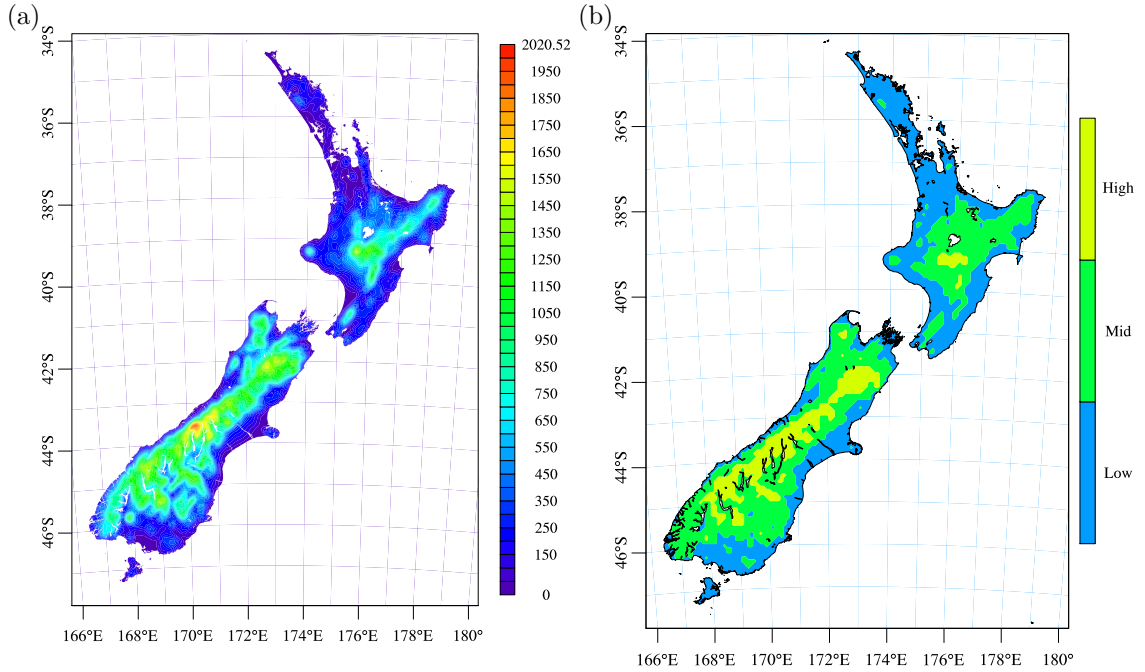 (a)
34°S
36°S
38°S
40°S
42°S
44°S
46°S
166°E 168°E 170°E 172°E 174°E 176°E 178°E 180°
2020.52
1950
1850
1750
1650
1550
1450
1350
1250
1150
1050
950
850
750
650
550
450
350
250
150
0
(b)
34°S
36°S
38°S
40°S
42°S
44°S
46°S
166°E 168°E 170°E 172°E 174°E 176°E 178°E 180°
High
Mid
Low